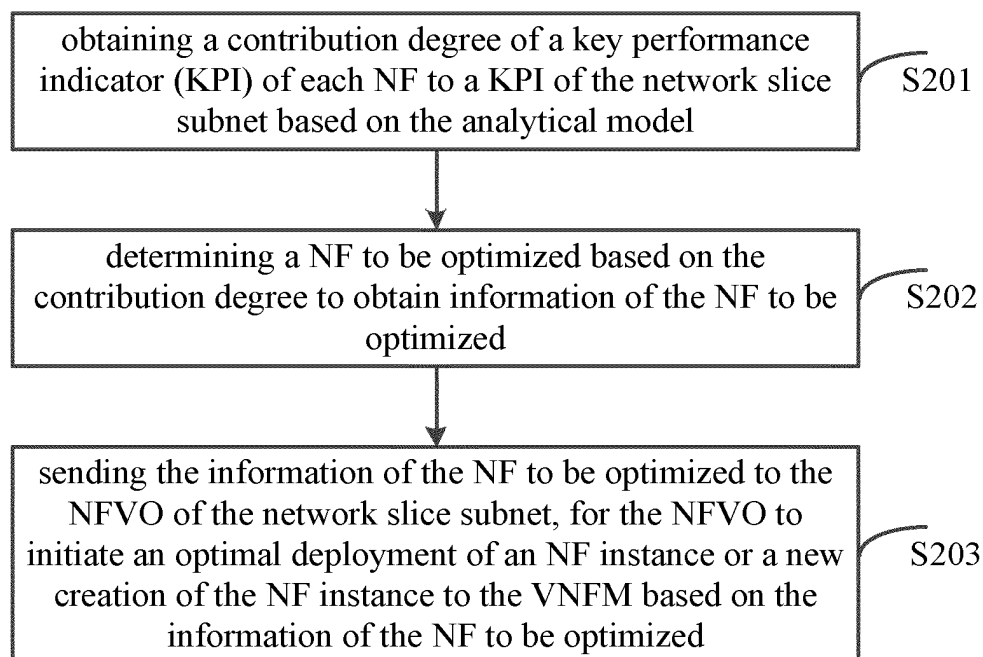 obtaining a contribution degree of a key performance
indicator (KPI) of each NF to a KPI of the network slice
subnet based on the analytical model
S201
determining a NF to be optimized based on the
contribution degree to obtain information of the NF to be
optimized
S202
sending the information of the NF to be optimized to the
NFVO of the network slice subnet, for the NFVO to
initiate an optimal deployment of an NF instance or a new
creation of the NF instance to the VNFM based on the
information of the NF to be optimized
S203